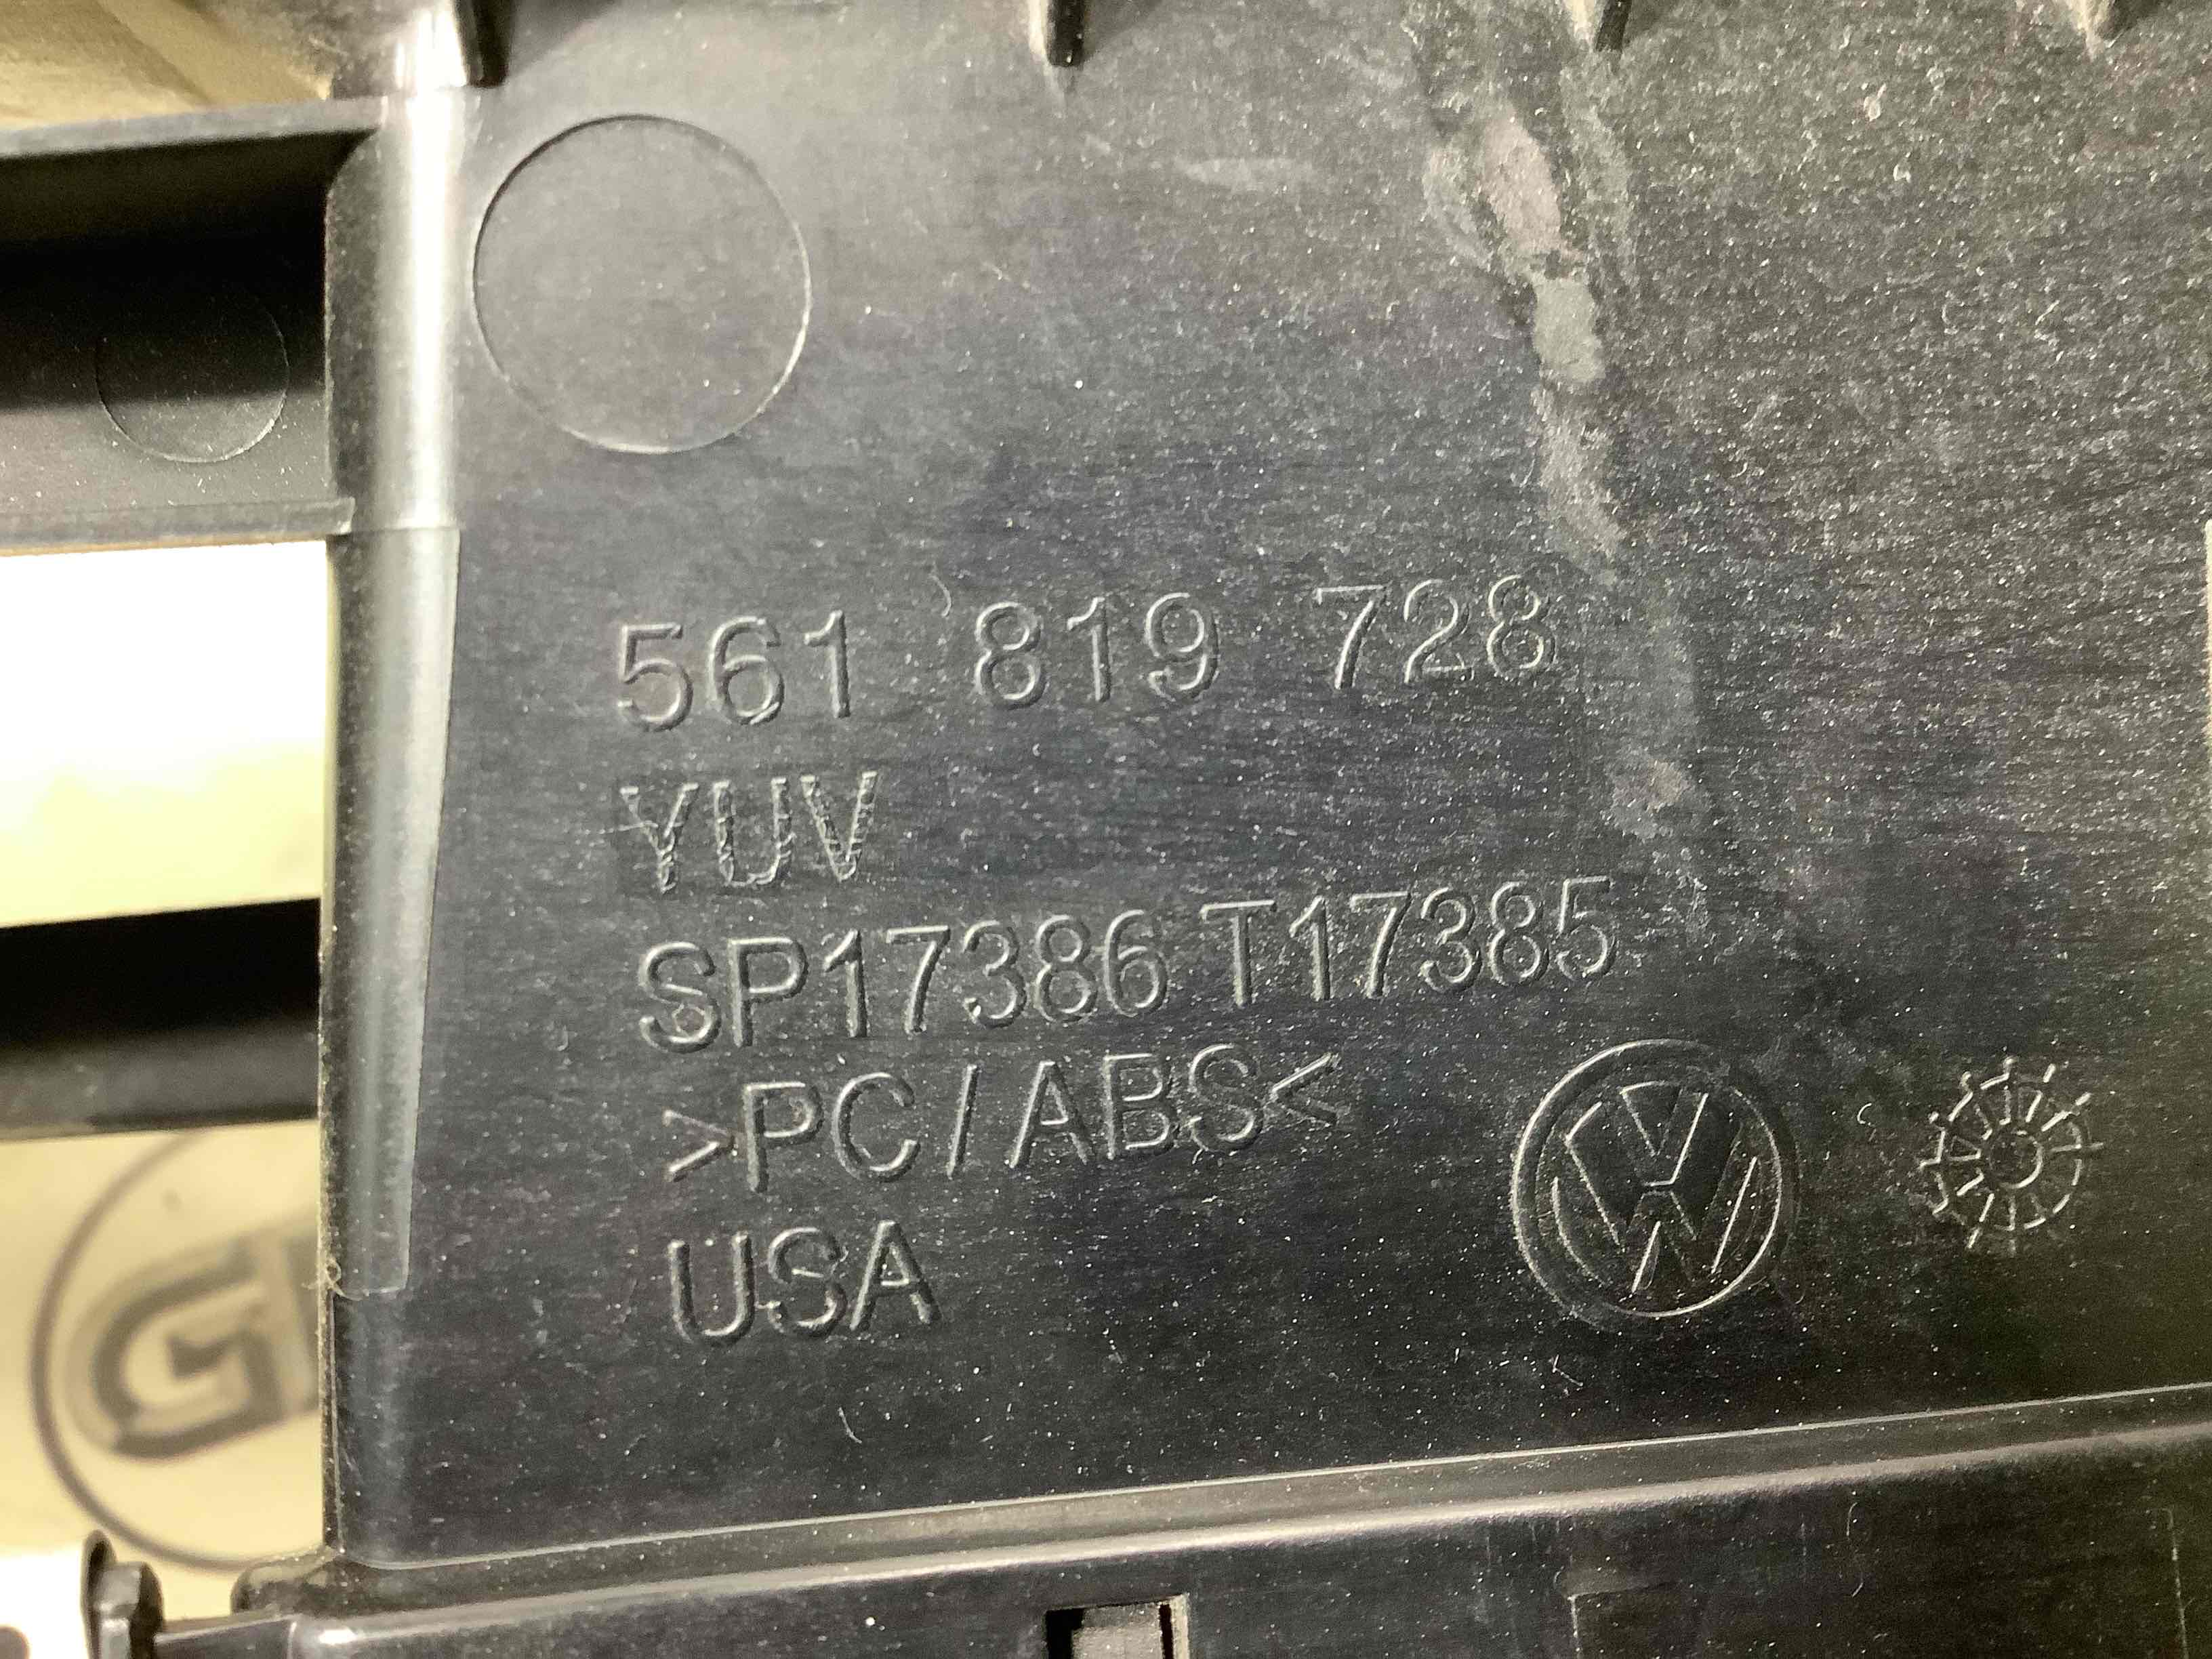 561 819 728
YUV
SP17386 T17385
>PC/ABS<
USA